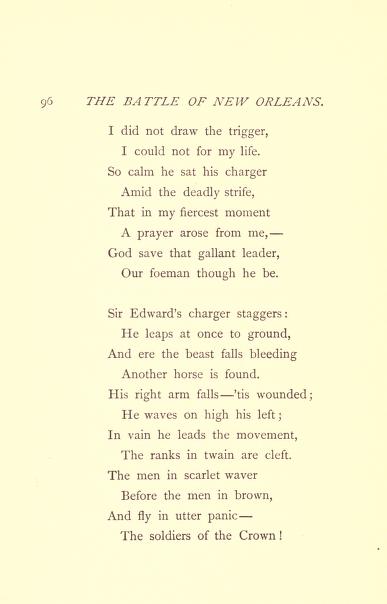 96 THE BATTLE OF NEW ORLEANS.
I did not draw the trigger,
I could not for my life.
So calm he sat his charger
Amid the deadly strife,
That in my fiercest moment
A prayer arose from me,—
God save that gallant leader,
Our foeman though he be.
Sir Edward's charger staggers:
He leaps at once to ground,
And ere the beast falls bleeding
Another horse is found.
His right arm falls—'tis wounded;
He waves on high his left;
In vain he leads the movement,
The ranks in twain are cleft.
The men in scarlet waver
Before the men in brown,
And fly in utter panic—
The soldiers of the Crown!